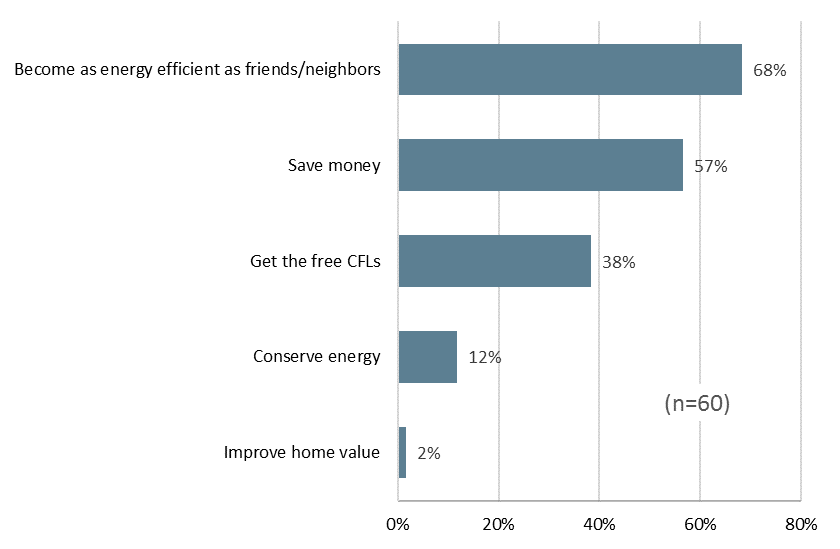 Become as energy efficient as friends/neighbors
68%
Save money
57%
Get the free CFLs
38%
Conserve energy
12%
(n=60)
Improve home value
2%
0%
20%
40%
60%
80%